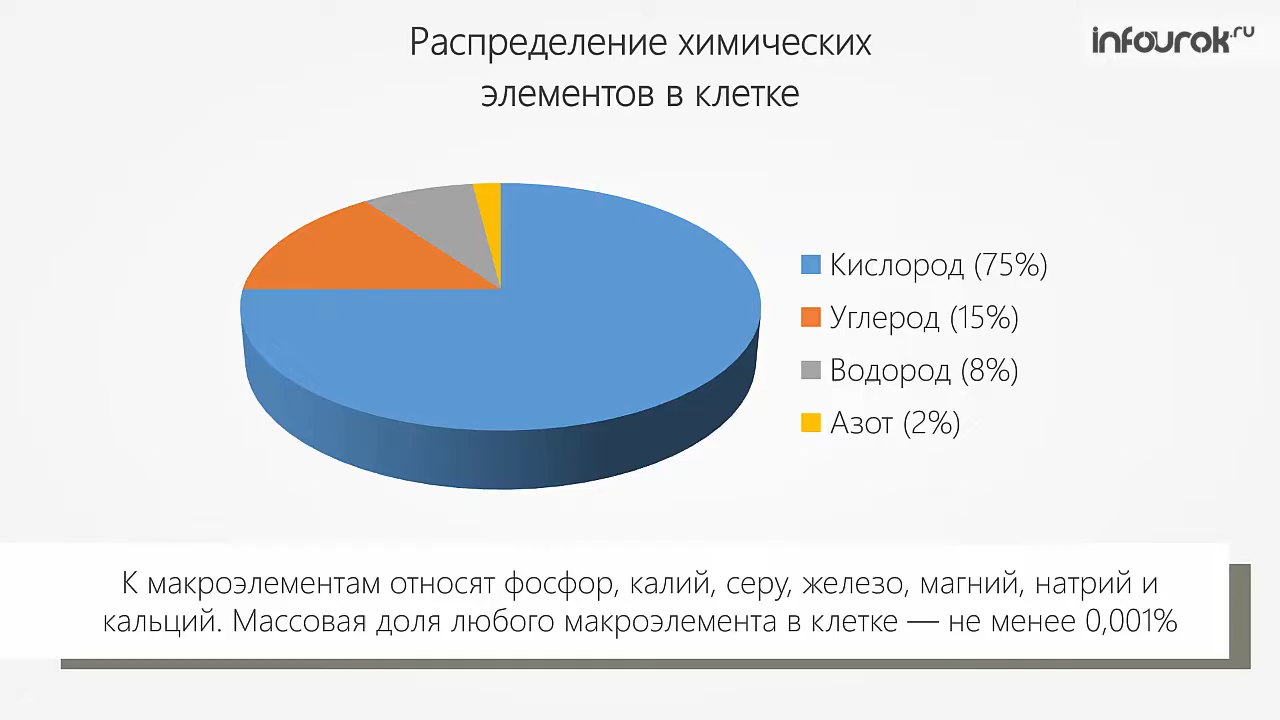 Распределение химических
элементов в клетке
infourok.ru
Кислород (75%)
Углерод (15%)
Водород (8%)
Азот (2%)
К макроэлементам относят фосфор, калий, серу, железо, магний, натрий и
кальций. Массовая доля любого макроэлемента в клетке — не менее 0,001%